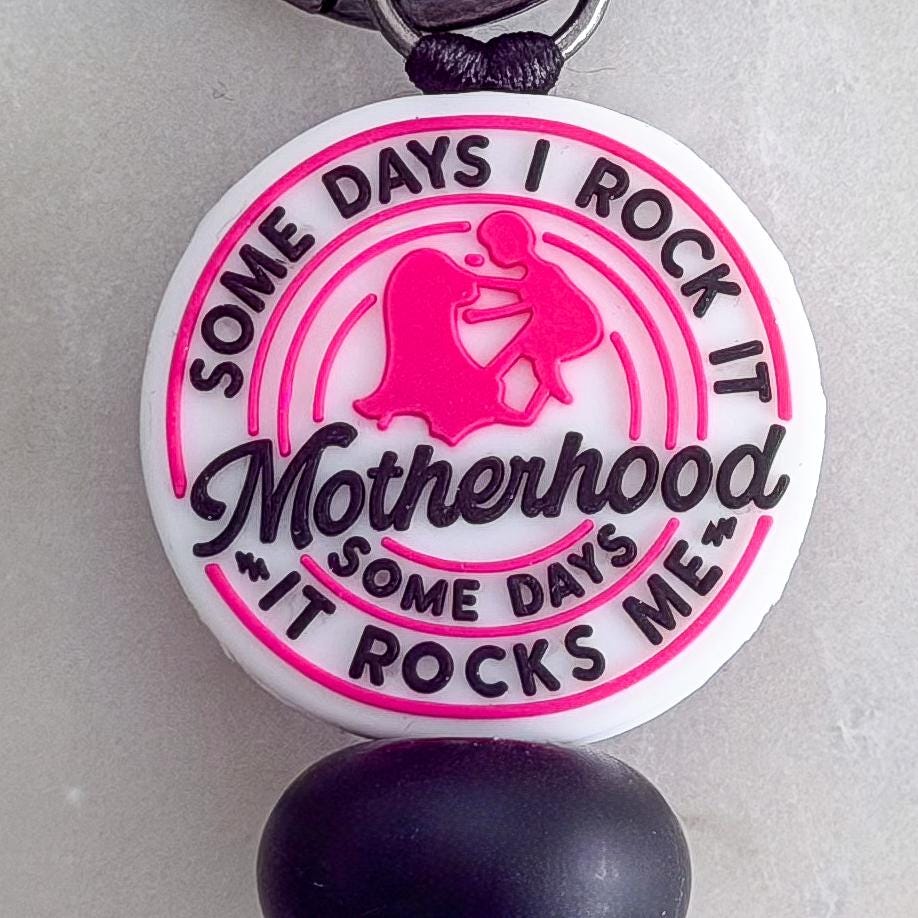 SOME DAYS I ROCK IT
Motherhood
SOME DAYS
IT ROCKS ME